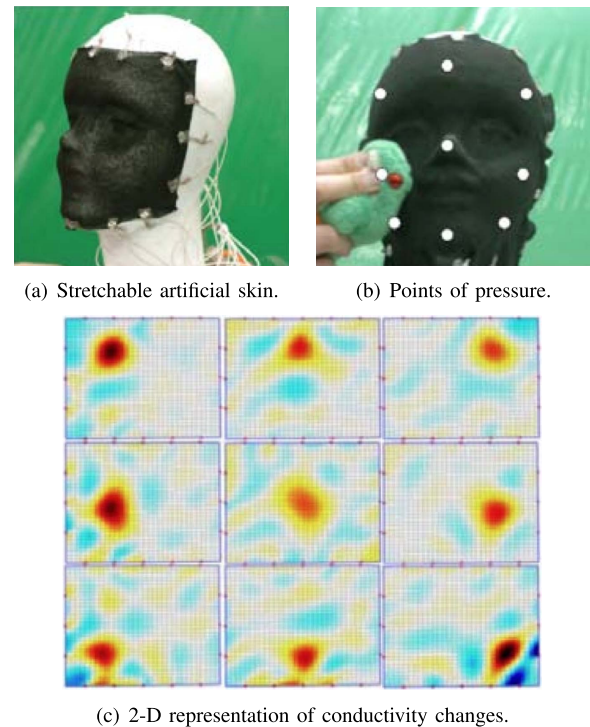 (a) Stretchable artificial skin.
(b) Points of pressure.
(c) 2-D representation of conductivity changes.